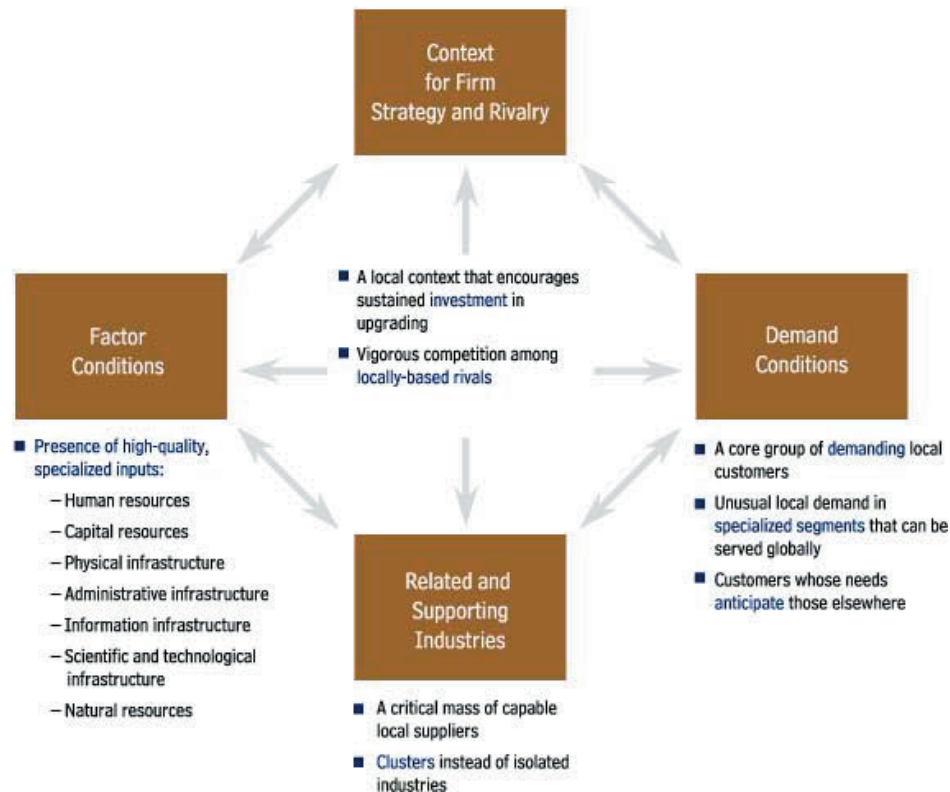 Context
for Firm
Strategy and Rivalry
■ A local context that encourages
sustained investment in
upgrading
■ Vigorous competition among
locally-based rivals
Factor
Conditions
■ Presence of high-quality,
specialized inputs:
– Human resources
– Capital resources
– Physical infrastructure
– Administrative infrastructure
– Information infrastructure
– Scientific and technological
infrastructure
– Natural resources
Demand
Conditions
■ A core group of demanding local
customers
■ Unusual local demand in
specialized segments that can be
served globally
■ Customers whose needs
anticipate those elsewhere
Related and
Supporting
Industries
■ A critical mass of capable
local suppliers
■ Clusters instead of isolated
industries